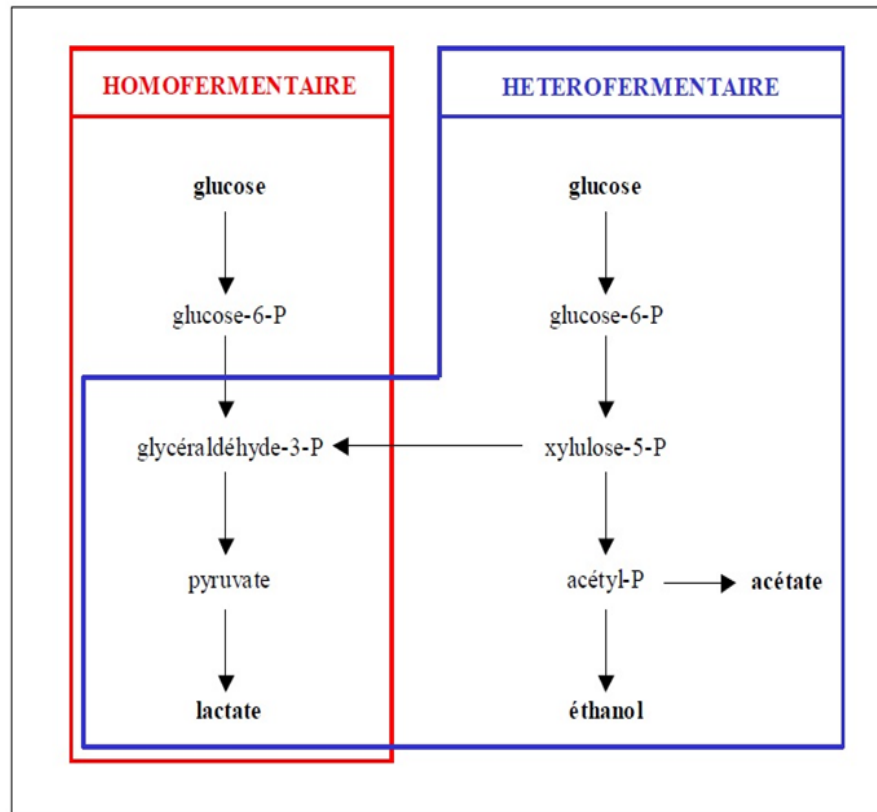 HOMOFERMENTAIRE HETEROFERMENTAIRE
glucose glucose
glucose-6-P glucose-6-P
glycéraldéhyde-3-P xylulose-5-P
pyruvate acétyl-P acétate
lactate éthanol